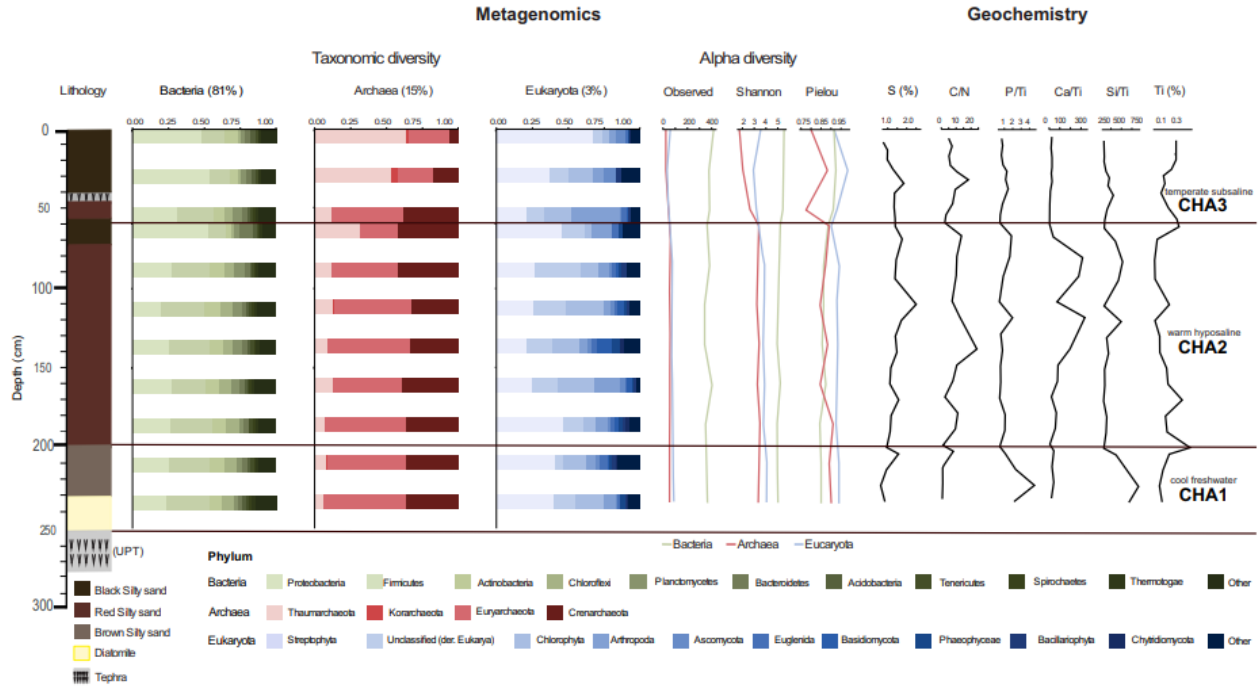 Metagenomics Geochemistry
Taxonomic diversity Alpha diversity
Lithology Bacteria (81%) Archaea (15%) Eukaryota (3%) Observed Shannon Pielou S (%) C/N P/Ti Ca/Ti Si/Ti Ti (%)
0.00 0.25 0.50 0.75 1.00 0.00 0.25 0.50 0.75 1.00 0.00 0.25 0.50 0.75 1.00 0 200 400 2 3 4 5 0.75 0.85 0.95 1.0 2.0 0 10 20 1 2 3 4 0 100 300 250 500 750 0.1 0.3
0
50
100
150
200
250
300
Depth (cm)
temperate subsaline
CHA3
warm hyposaline
CHA2
cool freshwater
CHA1
(UPT)
Bacteria Archaea Eucaryota
Phylum
Bacteria Proteobacteria Firmicutes Actinobacteria Chloroflexi Planctomycetes Bacteroidetes Acidobacteria Tenericutes Spirochaetes Thermotogae Other
Archaea Thaumarchaeota Korarchaeota Euryarchaeota Crenarchaeota
Eukaryota Streptophyta Unclassified (der. Eukarya) Chlorophyta Arthropoda Ascomycota Euglenida Basidiomycota Phaeophyceae Bacillariophyta Chytridiomycota Other
Black Silty sand
Red Silty sand
Brown Silty sand
Diatomite
Tephra